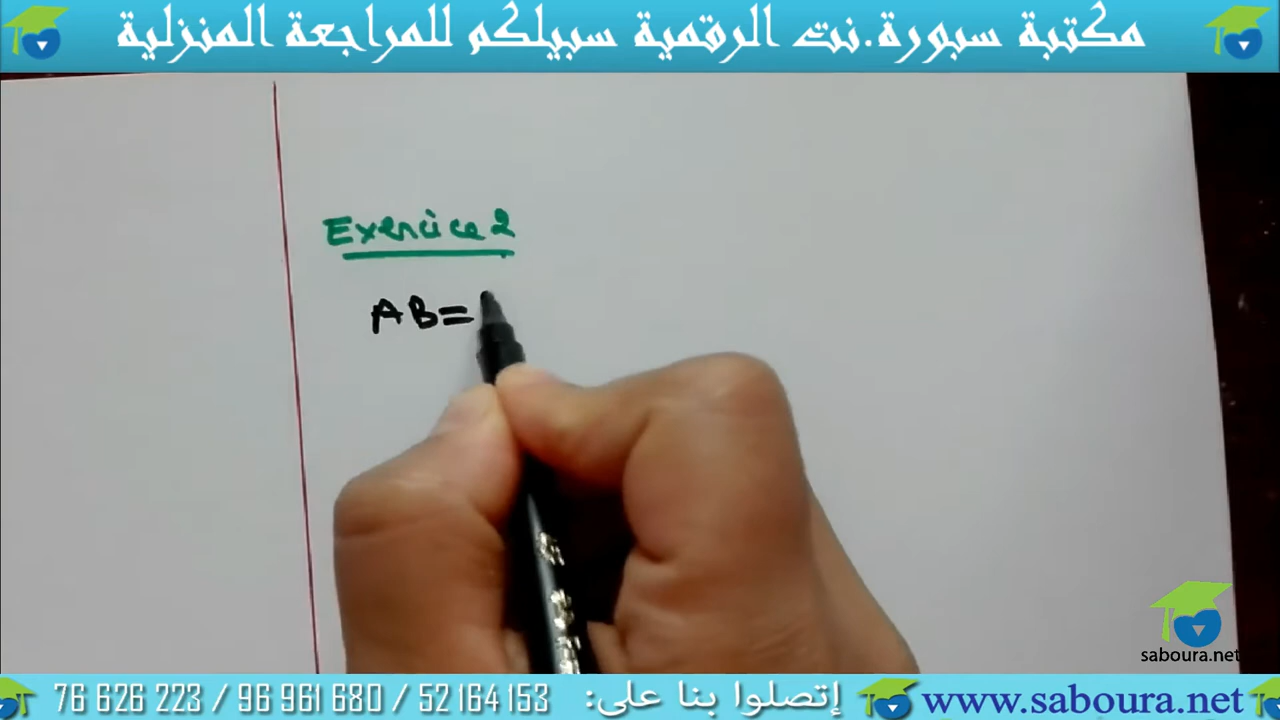 مكتبة سبورة.نت الرقمية سبيلكم للمراجعة المنزلية
Exercice 2
AB=
saboura.net
76 626 223 / 96 961 680 / 52 164 153 إتصلوا بنا على: www.saboura.net